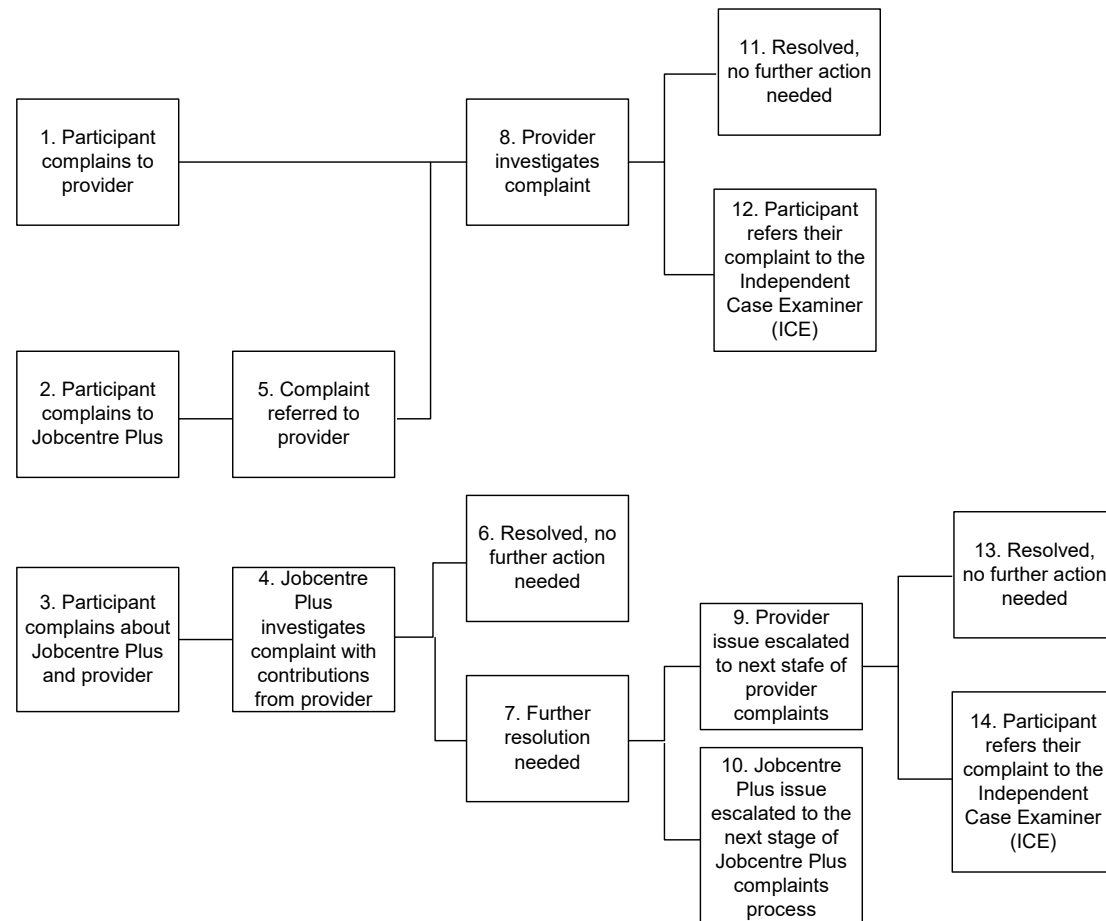 1. Participant
complains to
provider
2. Participant
complains to
Jobcentre Plus
3. Participant
complains about
Jobcentre Plus
and provider
4. Jobcentre
Plus
investigates
complaint with
contributions
from provider
5. Complaint
referred to
provider
6. Resolved, no
further action
needed
7. Further
resolution
needed
8. Provider
investigates
complaint
9. Provider
issue escalated
to next stafe of
provider
complaints
10. Jobcentre
Plus issue
escalated to the
next stage of
Jobcentre Plus
complaints
process
11. Resolved,
no further action
needed
12. Participant
refers their
complaint to the
Independent
Case Examiner
(ICE)
13. Resolved,
no further action
needed
14. Participant
refers their
complaint to the
Independent
Case Examiner
(ICE)